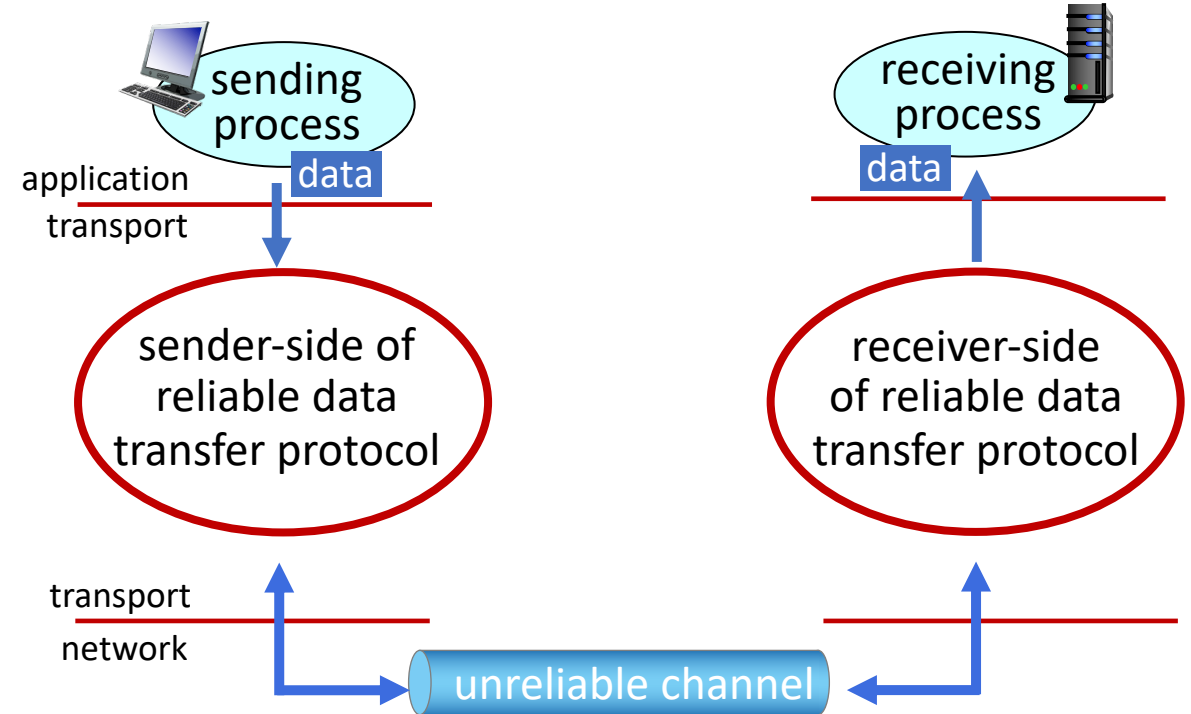 sending
process
data
application
transport
receiving
process
data
sender-side of
reliable data
transfer protocol
receiver-side
of reliable data
transfer protocol
transport
network
unreliable channel